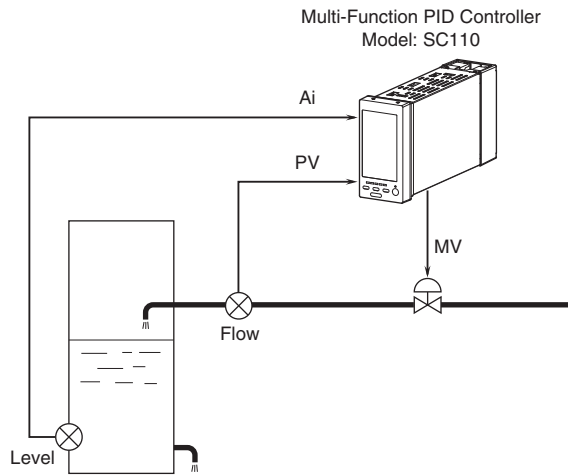 Multi-Function PID Controller
Model: SC110
Ai
PV
MV
Flow
Level